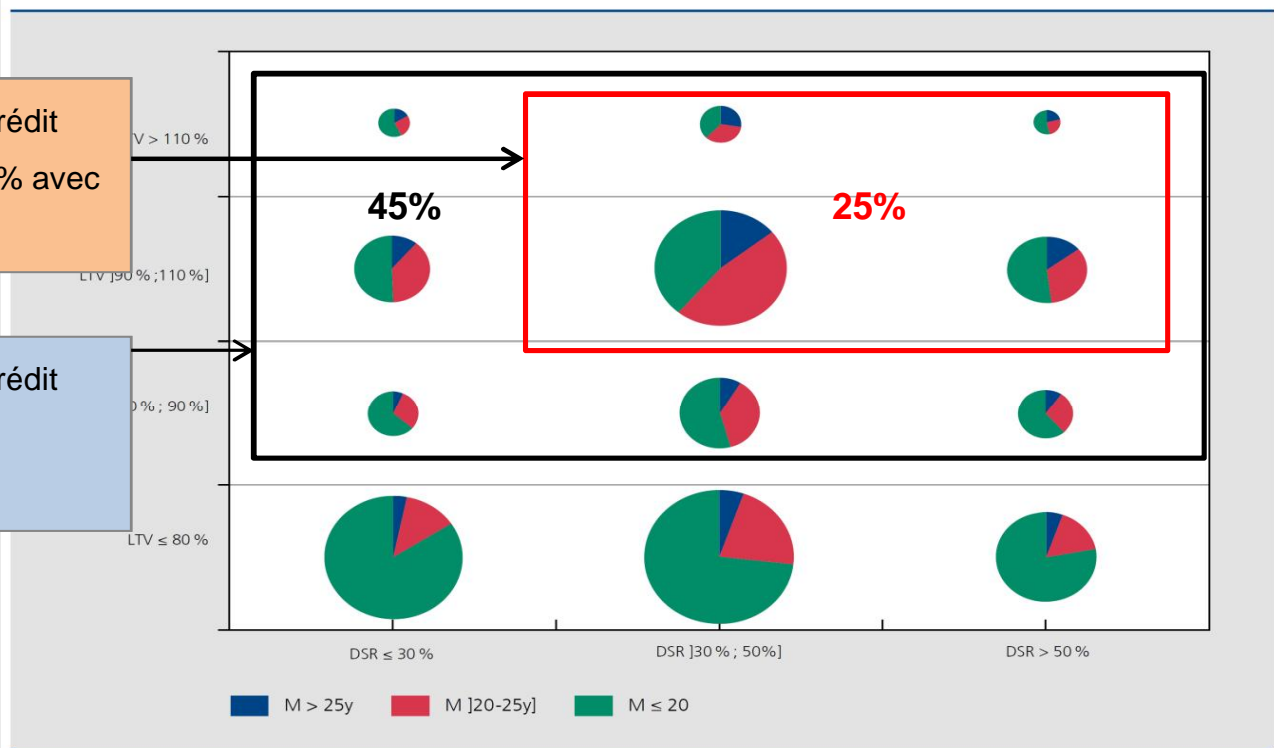 rédit
% avec
V > 110 %
45%
25%
LTV ]90 % ;110 %]
rédit
0 % ; 90 %]
LTV ≤ 80 %
DSR ≤ 30 %
DSR ]30 % ; 50%]
DSR > 50 %
M > 25y
M ]20-25y]
M ≤ 20